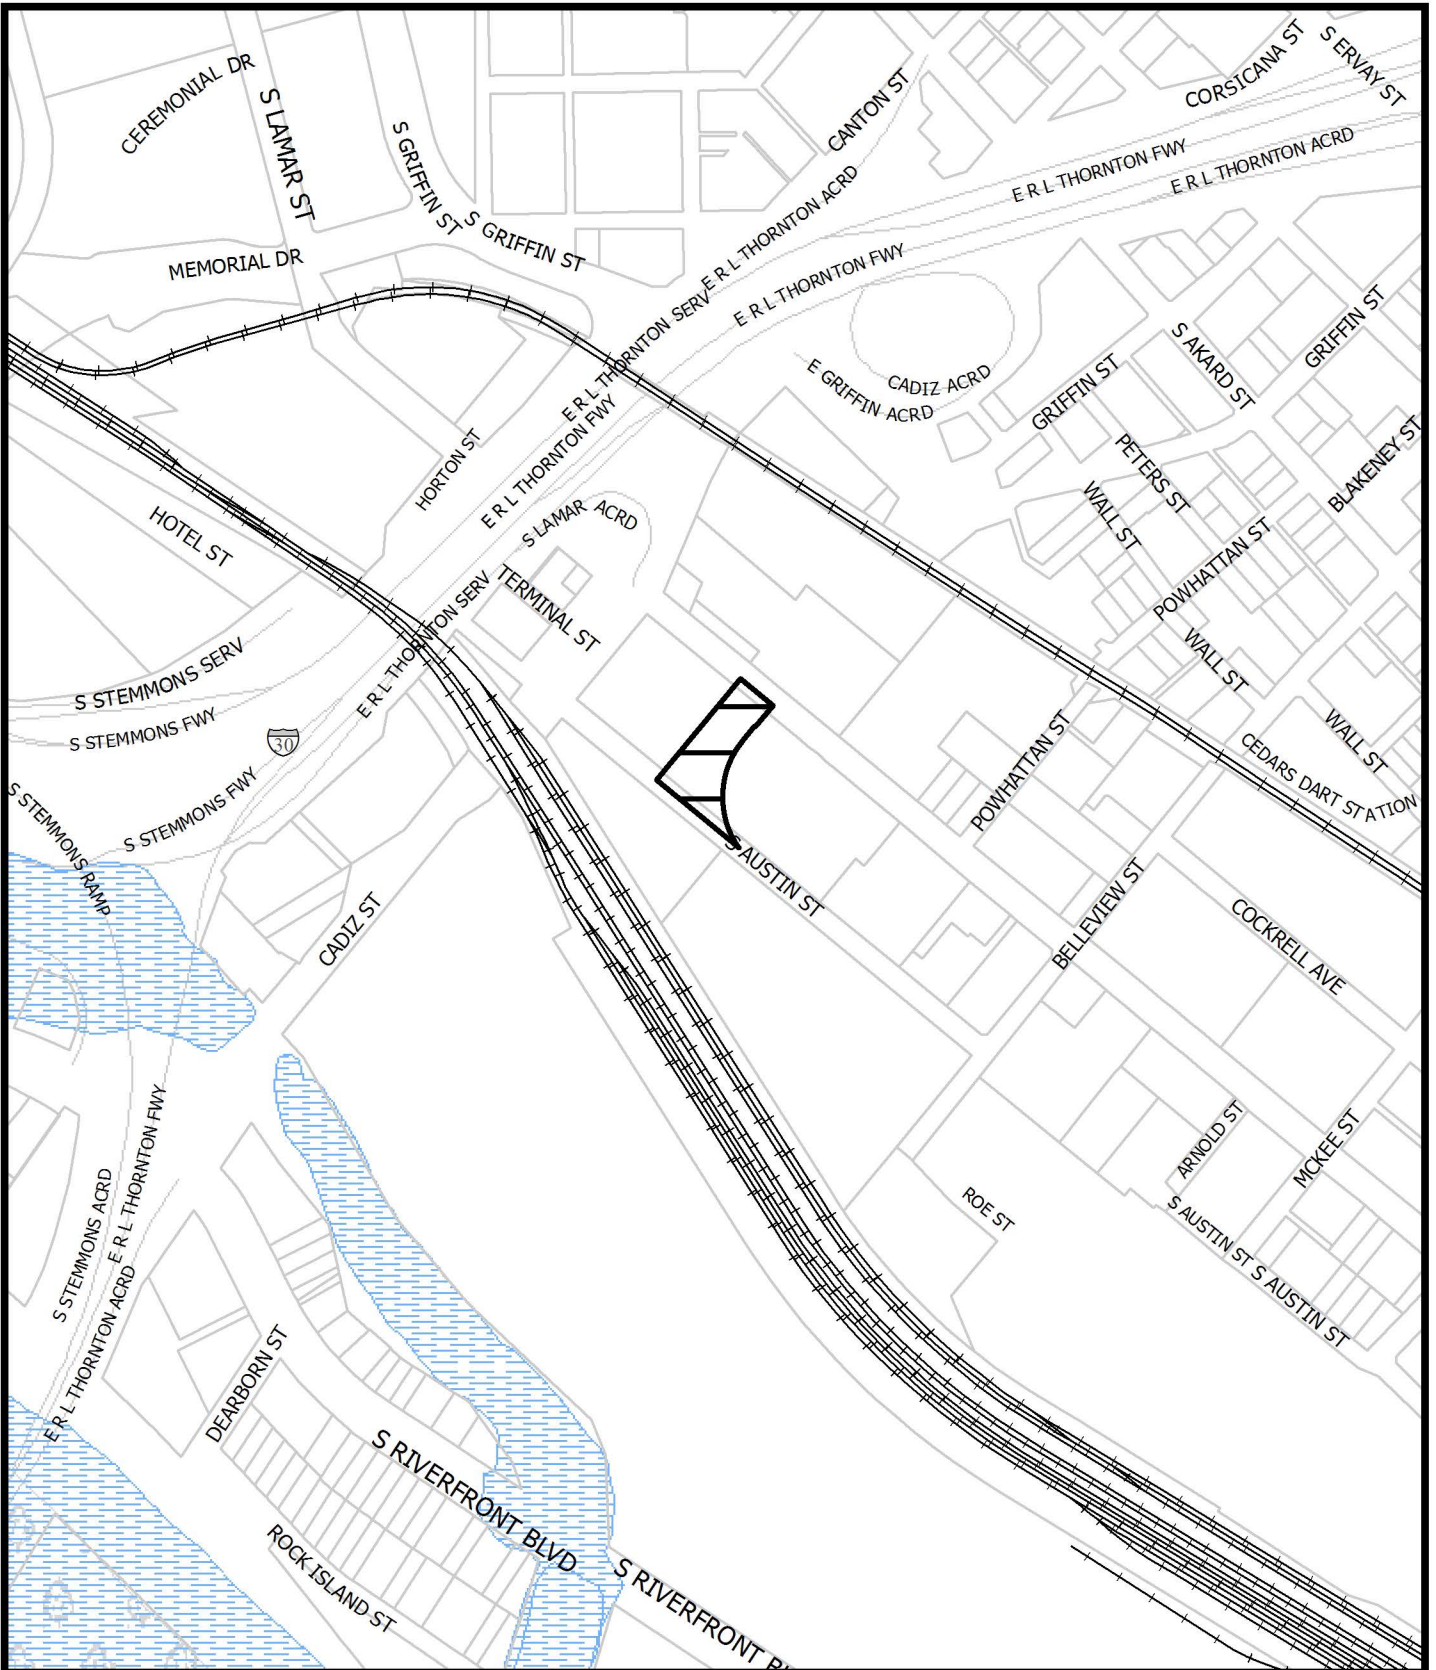 CEREMONIAL DR
S LAMAR ST
S GRIFFIN ST
S GRIFFIN ST
MEMORIAL DR
CANTON ST
CORSICANA ST
S ERVAY ST
E R L THORNTON FWY
E R L THORNTON ACRD
E R L THORNTON ACRD
E R L THORNTON FWY
E R L THORNTON SERV
E R L THORNTON FWY
CADIZ ACRD
E GRIFFIN ACRD
GRIFFIN ST
S AKARD ST
GRIFFIN ST
PETERS ST
WALL ST
BLAKENEY ST
POWHATTAN ST
WALL ST
WALL ST
CEDARS DART STATION
HORTON ST
HOTEL ST
S LAMAR ACRD
TERMINAL ST
E R L THORNTON SERV
S STEMMONS SERV
S STEMMONS FWY
30
S STEMMONS FWY
S STEMMONS RAMP
POWHATTAN ST
S AUSTIN ST
BELLEVIEW ST
COCKRELL AVE
CADIZ ST
ARNOLD ST
MCKEE ST
ROE ST
S AUSTIN ST
S AUSTIN ST
E R L THORNTON FWY
S STEMMONS ACRD
E R L THORNTON ACRD
DEARBORN ST
S RIVERFRONT BLVD
ROCK ISLAND ST
S RIVERFRONT